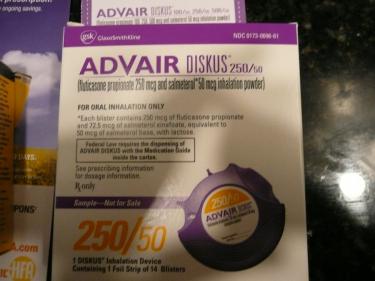 prescription.
ongoing savings.
ADVAIR DISKUS 100/50, 250/50, 500/50
gsk GlaxoSmithKline
NDC 0173-0696-61
ADVAIR DISKUS® 250/50
(fluticasone propionate 250 mcg and salmeterol* 50 mcg inhalation powder)
FOR ORAL INHALATION ONLY
*Each blister contains 250 mcg of fluticasone propionate
and 72.5 mcg of salmeterol xinafoate, equivalent to
50 mcg of salmeterol base, with lactose.
Federal Law requires the dispensing of
ADVAIR DISKUS with the Medication Guide
inside the carton.
See prescribing information
for dosage information.
Rx only
Sample—Not for Sale
250/50
1 DISKUS® Inhalation Device
Containing 1 Foil Strip of 14 Blisters
250/50
ADVAIR
DAYS.
PONS
.com
HFA